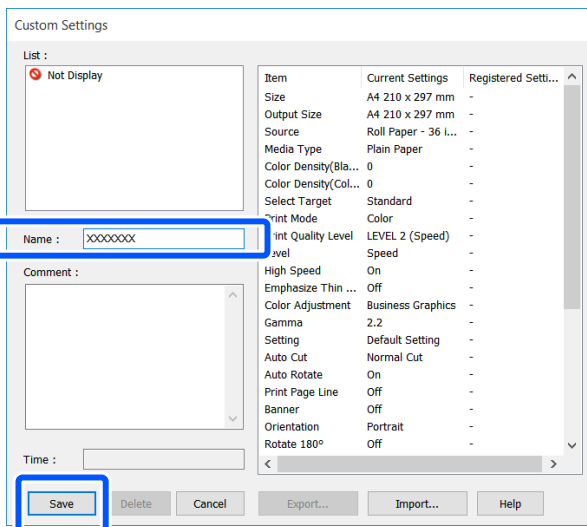 Custom Settings
List :
Not Display
Name : XXXXXXX
Comment :
Time :
Item Current Settings Registered Setti...
Size A4 210 x 297 mm -
Output Size A4 210 x 297 mm -
Source Roll Paper - 36 i... -
Media Type Plain Paper -
Color Density(Bla... 0 -
Color Density(Col... 0 -
Select Target Standard -
Print Mode Color -
Print Quality Level LEVEL 2 (Speed) -
Level Speed -
High Speed On -
Emphasize Thin ... Off -
Color Adjustment Business Graphics -
Gamma 2.2 -
Setting Default Setting -
Auto Cut Normal Cut -
Auto Rotate On -
Print Page Line Off -
Banner Off -
Orientation Portrait -
Rotate 180° Off -
Save Delete Cancel Export... Import... Help